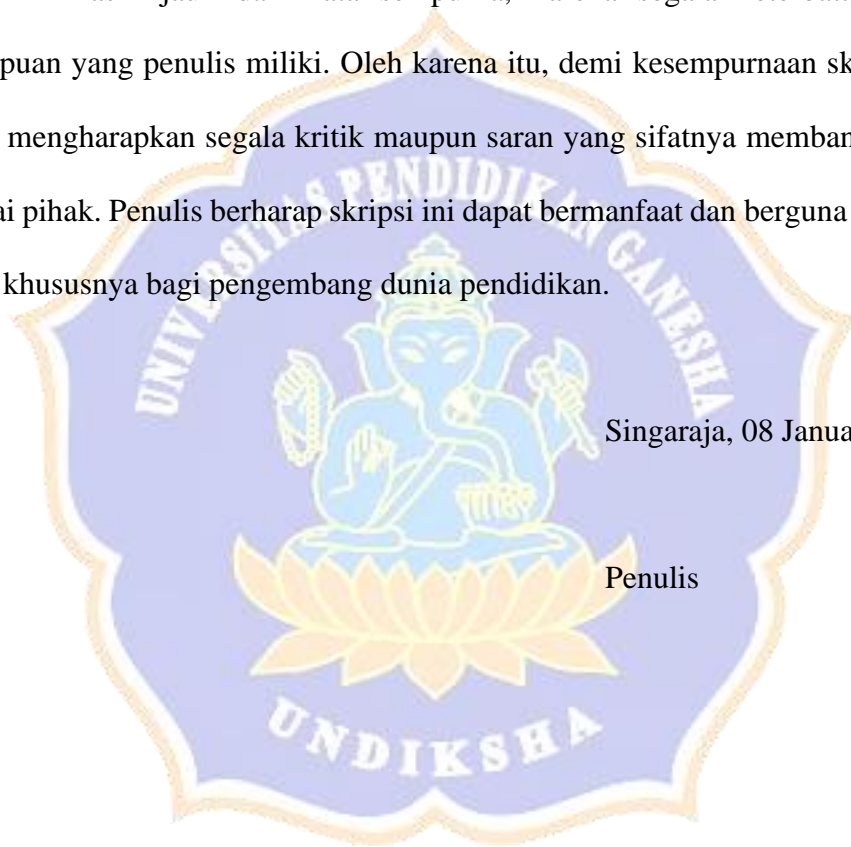 puan yang penulis miliki. Oleh karena itu, demi kesempurnaan sk
mengharapkan segala kritik maupun saran yang sifatnya memban
ai pihak. Penulis berharap skripsi ini dapat bermanfaat dan berguna
khususnya bagi pengembang dunia pendidikan.
UNIVERSITAS PENDIDIKAN GANESHA
Singaraja, 08 Janua
Penulis
UNDIKSHA